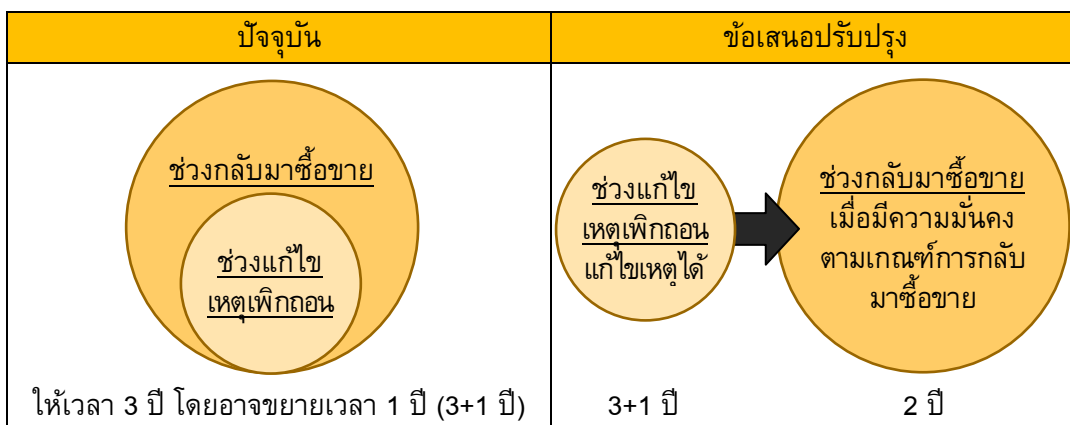 ปัจจุบัน
ข้อเสนอปรับปรุง
ช่วงกลับมาซื้อขาย
ช่วงแก้ไข
เหตุเพิกถอน
ให้เวลา 3 ปี โดยอาจขยายเวลา 1 ปี (3+1 ปี)
ช่วงแก้ไข
เหตุเพิกถอน
แก้ไขเหตุได้
3+1 ปี
ช่วงกลับมาซื้อขาย
เมื่อมีความมั่นคง
ตามเกณฑ์การกลับ
มาซื้อขาย
2 ปี